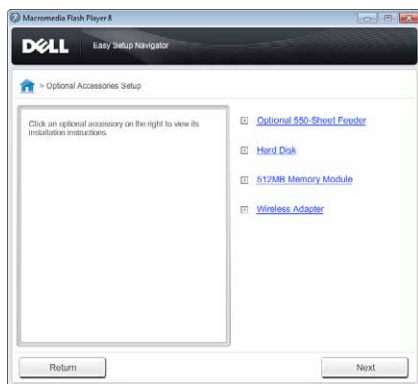 Macromedia Flash Player 8
DELL Easy Setup Navigator
> Optional Accessories Setup
Click an optional accessory on the right to view its
installation instructions
Optional 550-Sheet Feeder
Hard Disk
512MB Memory Module
Wireless Adapter
Return Next